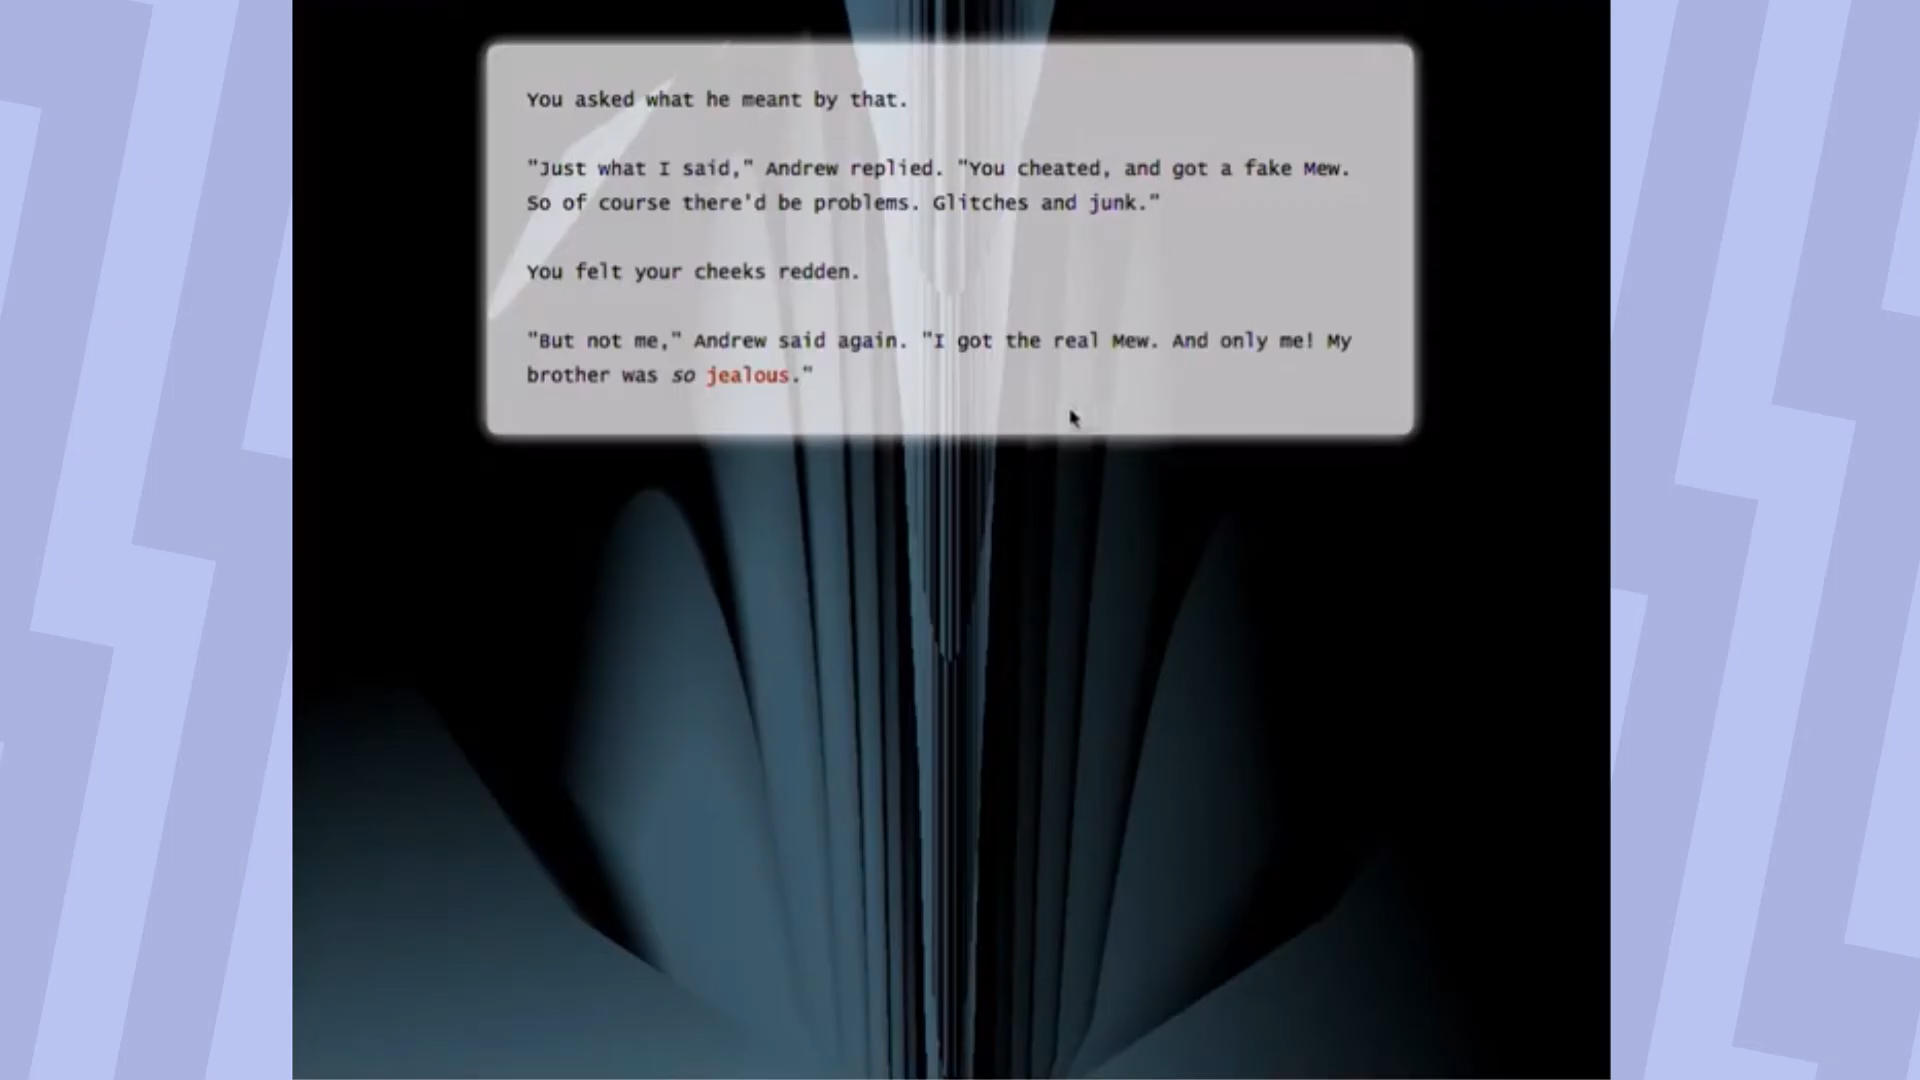 You asked what he meant by that.
"Just what I said," Andrew replied. "You cheated, and got a fake Mew.
So of course there'd be problems. Glitches and junk."
You felt your cheeks redden.
"But not me," Andrew said again. "I got the real Mew. And only me! My
brother was so jealous."